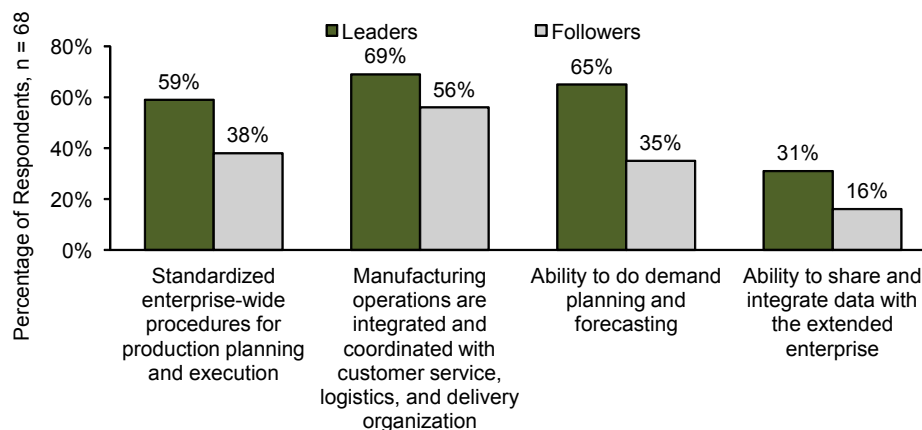 Percentage of Respondents, n = 68
Leaders
Followers
80%
60%
40%
20%
0%
59%
38%
69%
56%
65%
35%
31%
16%
Standardized
enterprise-wide
procedures for
production planning
and execution
Manufacturing
operations are
integrated and
coordinated with
customer service,
logistics, and delivery
organization
Ability to do demand
planning and
forecasting
Ability to share and
integrate data with
the extended
enterprise